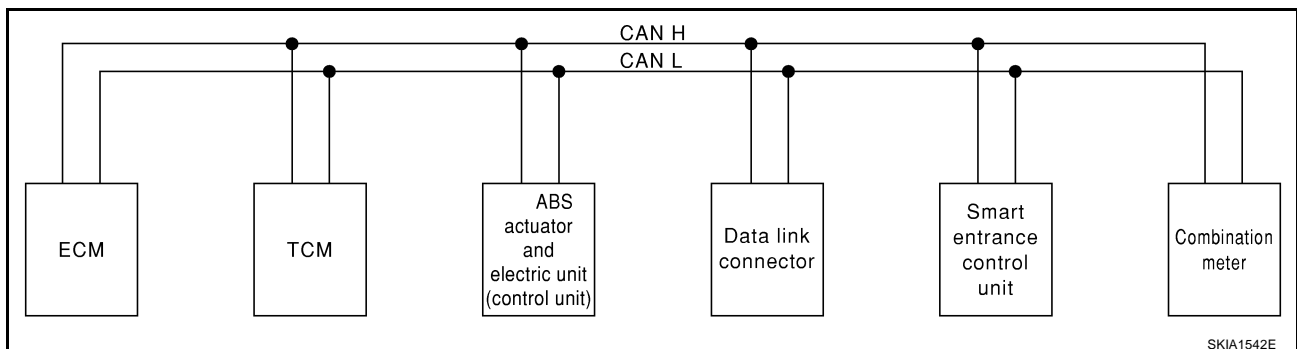 CAN H
CAN L
ECM
TCM
ABS
actuator
and
electric unit
(control unit)
Data link
connector
Smart
entrance
control
unit
Combination
meter
SKIA1542E